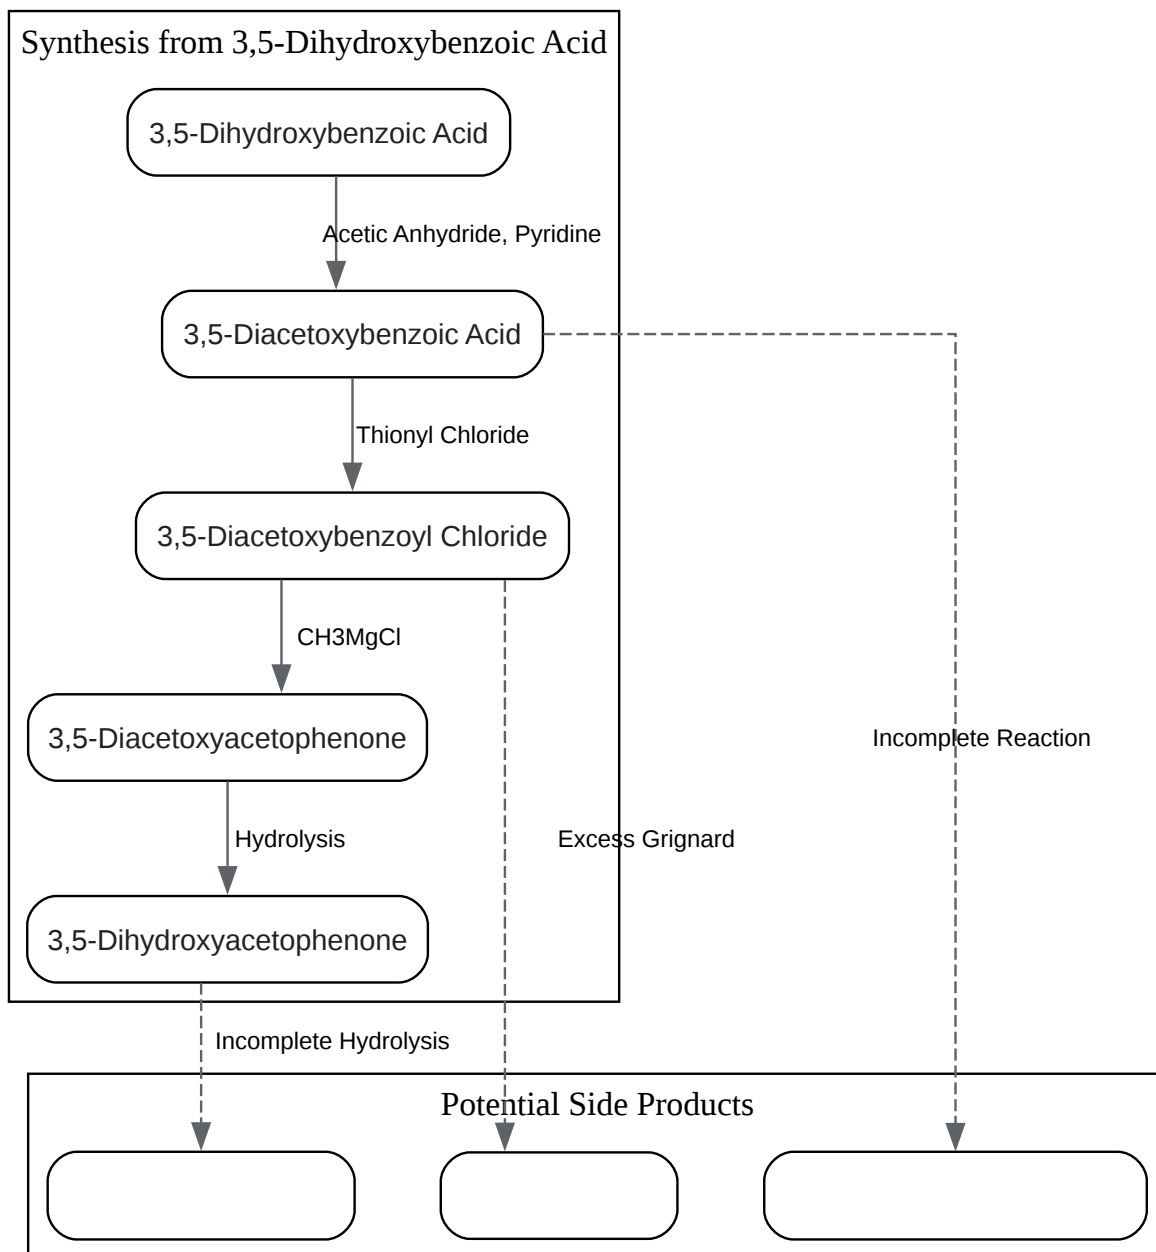 Synthesis from 3,5-Dihydroxybenzoic Acid
3,5-Dihydroxybenzoic Acid
Acetic Anhydride, Pyridine
3,5-Diacetoxybenzoic Acid
Thionyl Chloride
3,5-Diacetoxybenzoyl Chloride
CH3MgCl
3,5-Diacetoxyacetophenone
Incomplete Reaction
Hydrolysis
Excess Grignard
3,5-Dihydroxyacetophenone
Incomplete Hydrolysis
Potential Side Products